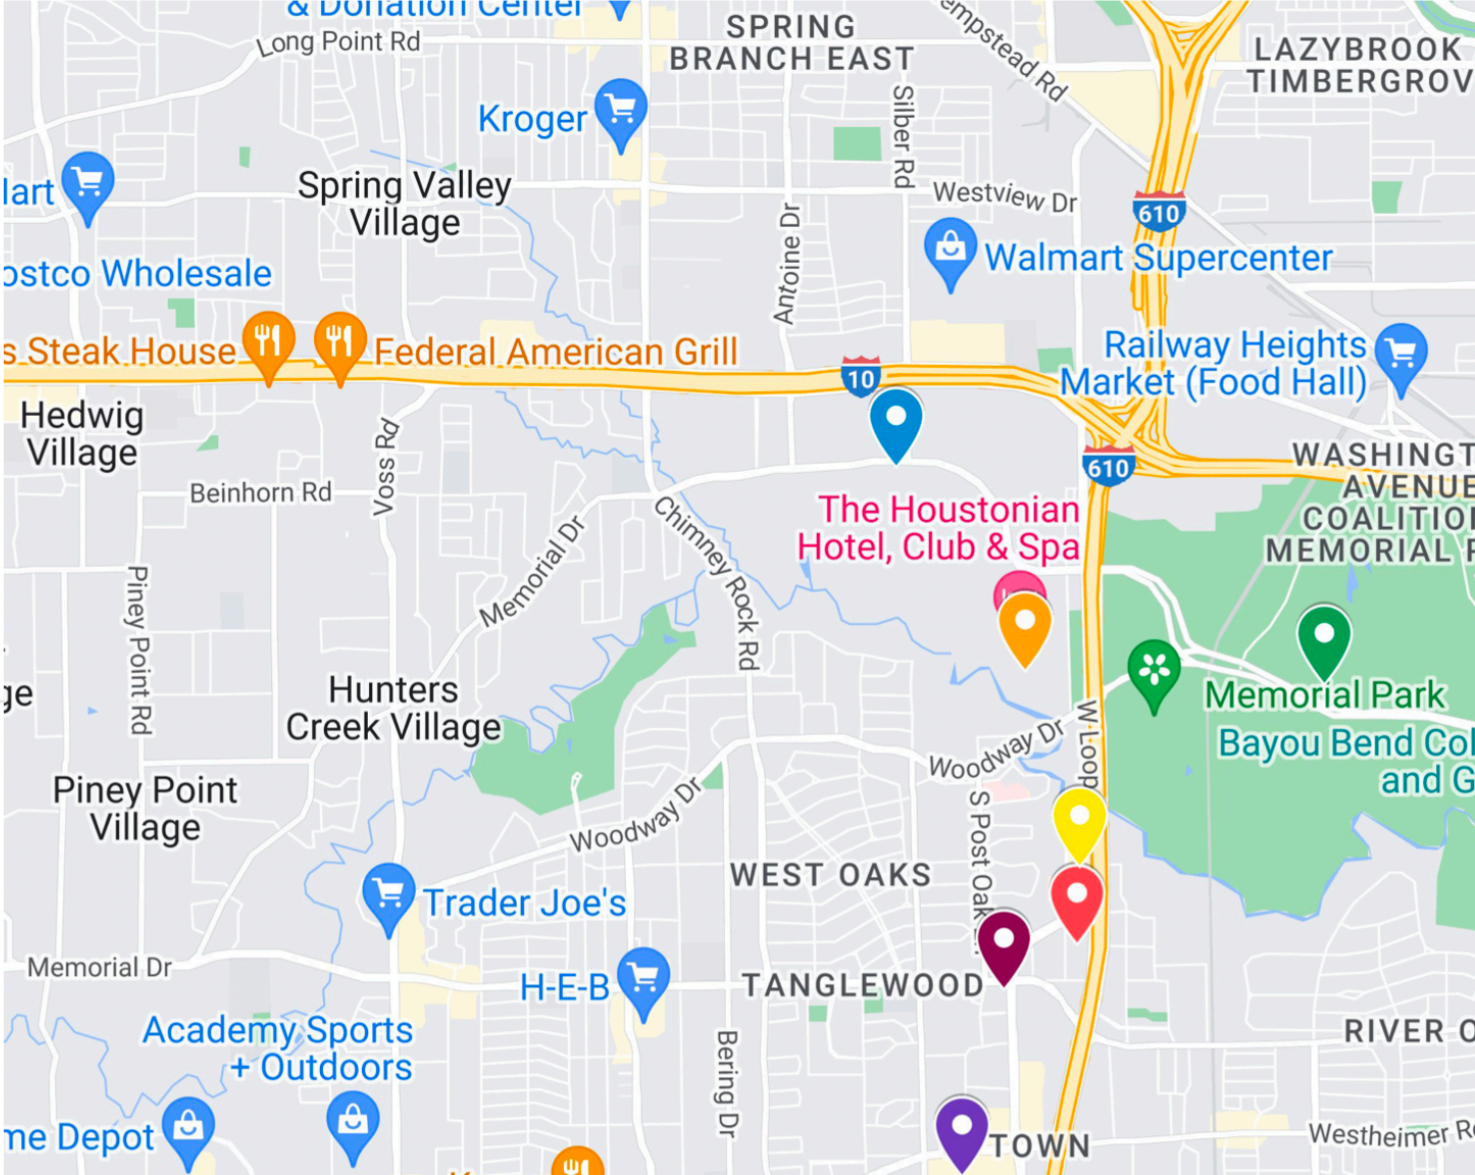 & Donation Center
Long Point Rd
SPRING
BRANCH EAST
empstead Rd
LAZYBROOK
TIMBERGROV
Kroger
Silber Rd
lart
Spring Valley
Village
Westview Dr
610
Antoine Dr
Walmart Supercenter
ostco Wholesale
s Steak House
Federal American Grill
10
Railway Heights
Market (Food Hall)
Hedwig
Village
Voss Rd
610
WASHINGT
AVENUE
COALITIO
MEMORIAL P
Beinhorn Rd
The Houstonian
Hotel, Club & Spa
Memorial Dr
Chimney Rock Rd
Piney Point Rd
ge
Hunters
Creek Village
Memorial Park
W Loop
Woodway Dr
Bayou Bend Col
and G
Piney Point
Village
Woodway Dr
S Post Oak
WEST OAKS
Trader Joe's
Memorial Dr
H-E-B
TANGLEWOOD
Academy Sports
+ Outdoors
RIVER O
Bering Dr
me Depot
TOWN
Westheimer Rd